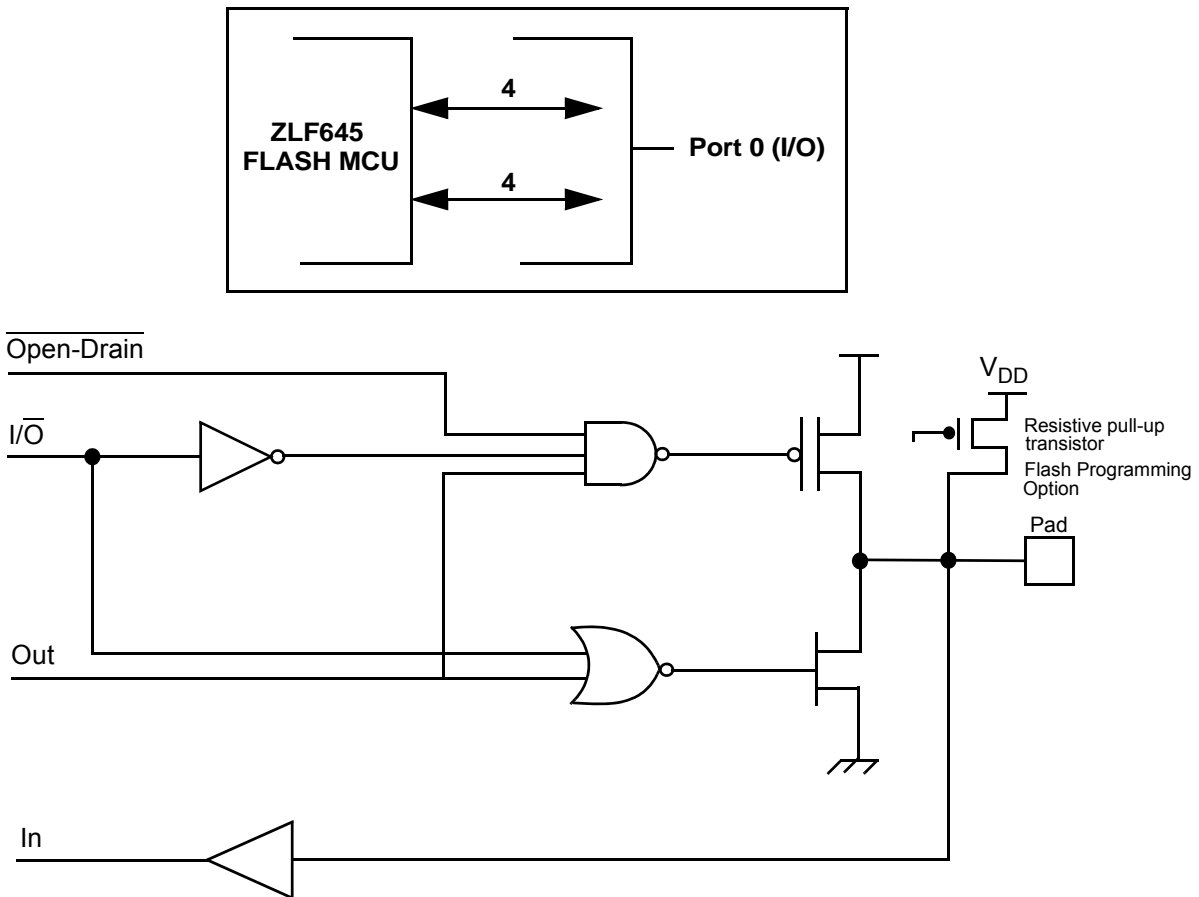 4
ZLF645
FLASH MCU
Port 0 (I/O)
4
Open-Drain
VDD
I/O
Resistive pull-up
transistor
Flash Programming
Option
Pad
Out
In